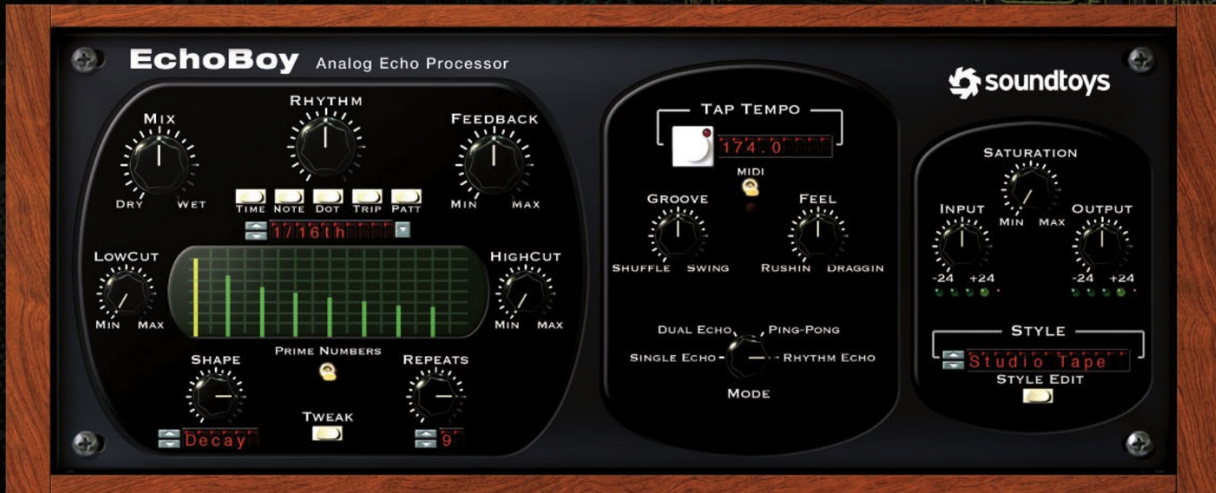 EchoBoy Analog Echo Processor
soundtoys
MIX
RHYTHM
FEEDBACK
DRY WET
MIN MAX
TIME NOTE DOT TRIP PATT
1/16th
LOWCUT
HIGHCUT
MIN MAX
MIN MAX
PRIME NUMBERS
SHAPE
REPEATS
TWEAK
Decay
9
TAP TEMPO
174.0
MIDI
GROOVE
FEEL
SHUFFLE SWING
RUSHIN DRAGGIN
DUAL ECHO
PING-PONG
SINGLE ECHO
RHYTHM ECHO
MODE
SATURATION
MIN MAX
INPUT
OUTPUT
-24 +24
-24 +24
STYLE
Studio Tape
STYLE EDIT